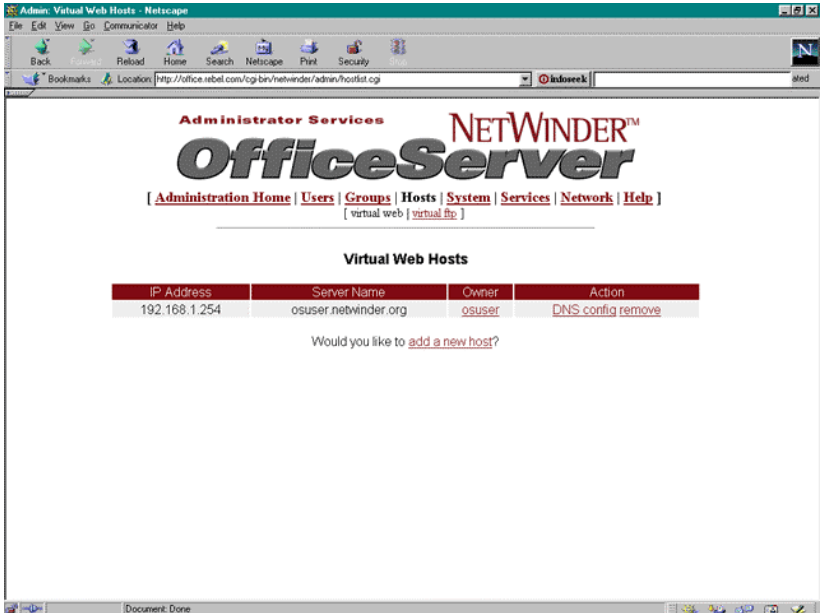 Admin: Virtual Web Hosts - Netscape
File Edit View Go Communicator Help
Back Forward Reload Home Search Netscape Print Security Stop
Bookmarks Location: http://office.rebel.com/cgi-bin/netwinder/admin/hostlist.cgi infoseek ated
Administrator Services NETWINDER™
OfficeServer
[ Administration Home | Users | Groups | Hosts | System | Services | Network | Help ]
[ virtual web | virtual ftp ]
Virtual Web Hosts
IP Address Server Name Owner Action
192.168.1.254 osuser.netwinder.org osuser DNS config remove
Would you like to add a new host?
Document: Done